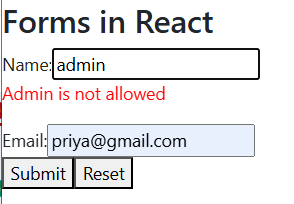 Forms in React
Name:admin
Admin is not allowed
Email:priya@gmail.com
Submit Reset